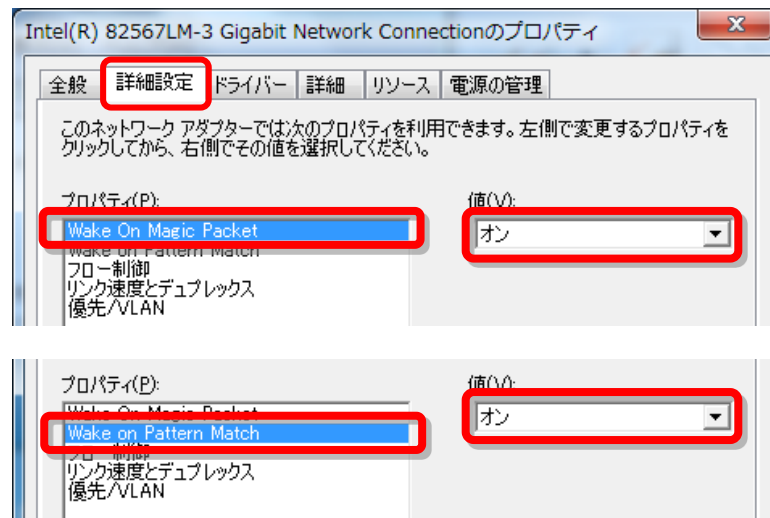 Intel(R) 82567LM-3 Gigabit Network Connectionのプロパティ
全般 詳細設定 ドライバー 詳細 リソース 電源の管理
このネットワーク アダプターでは次のプロパティを利用できます。左側で変更するプロパティを
クリックしてから、右側でその値を選択してください。
プロパティ(P): 値(V):
Wake On Magic Packet オン
Wake on Pattern Match
フロー制御
リンク速度とデュプレックス
優先/VLAN
プロパティ(P): 値(V):
Wake On Magic Packet オン
Wake on Pattern Match
フロー制御
リンク速度とデュプレックス
優先/VLAN